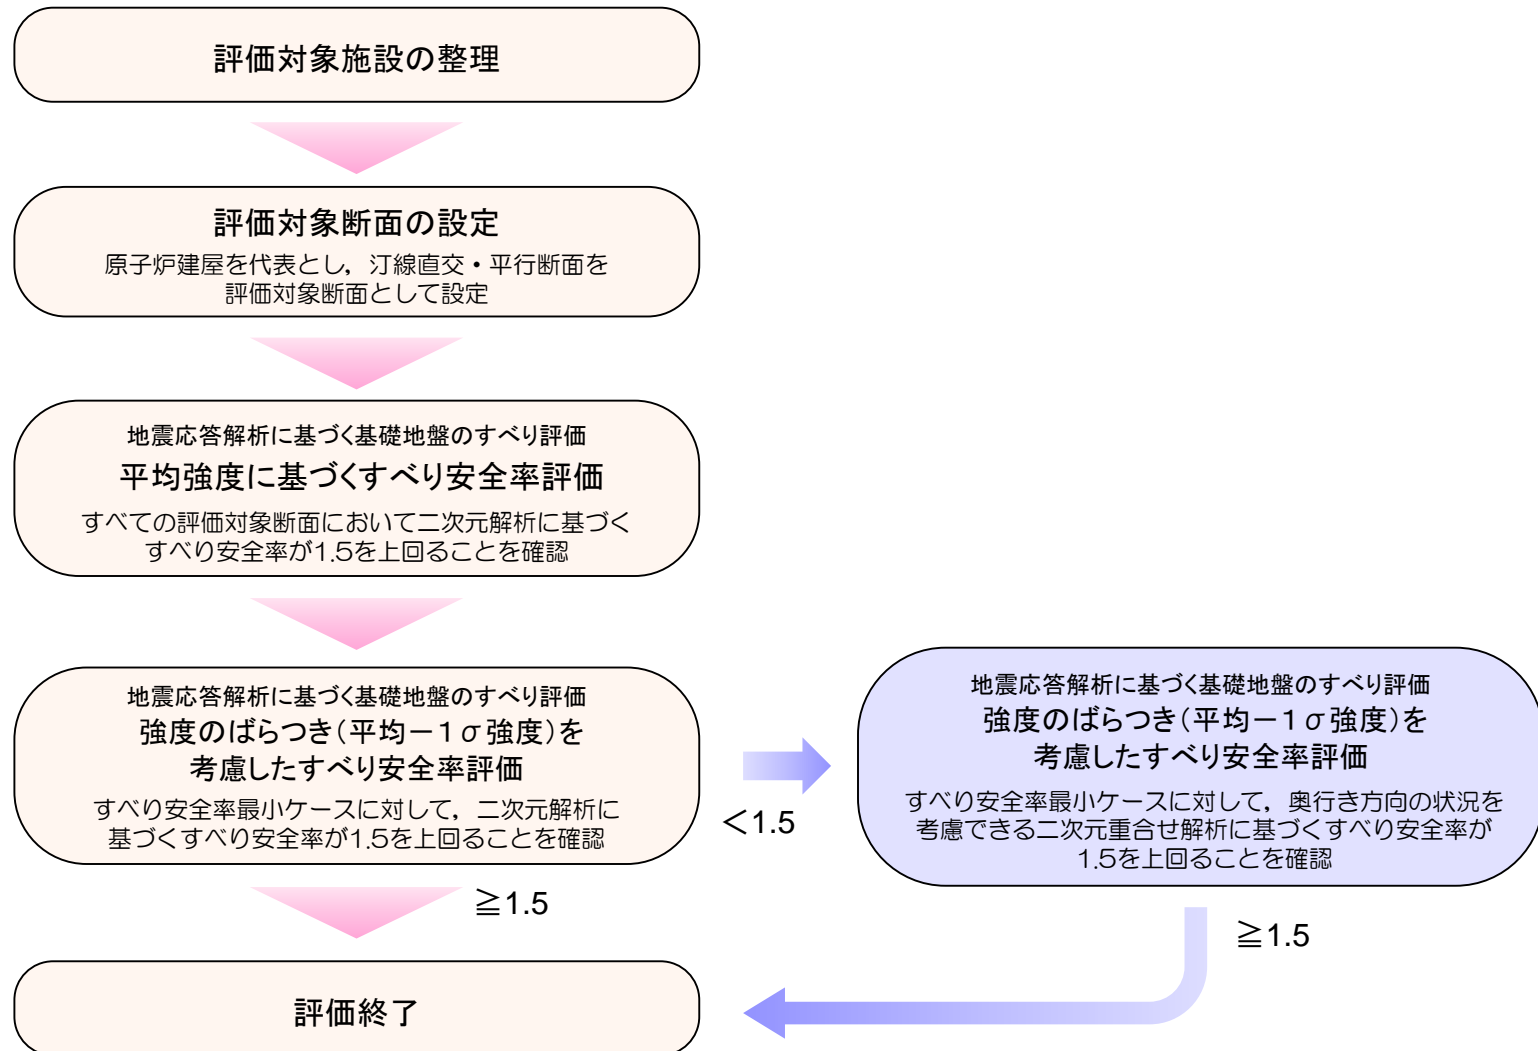 評価対象施設の整理
評価対象断面の設定
原子炉建屋を代表とし，汀線直交・平行断面を
評価対象断面として設定
地震応答解析に基づく基礎地盤のすべり評価
平均強度に基づくすべり安全率評価
すべての評価対象断面において二次元解析に基づく
すべり安全率が1.5を上回ることを確認
地震応答解析に基づく基礎地盤のすべり評価
強度のばらつき（平均－１σ強度）を
考慮したすべり安全率評価
すべり安全率最小ケースに対して，二次元解析に
基づくすべり安全率が1.5を上回ることを確認
＜1.5
地震応答解析に基づく基礎地盤のすべり評価
強度のばらつき（平均－１σ強度）を
考慮したすべり安全率評価
すべり安全率最小ケースに対して，奥行き方向の状況を
考慮できる二次元重合せ解析に基づくすべり安全率が
1.5を上回ることを確認
≧1.5
≧1.5
評価終了